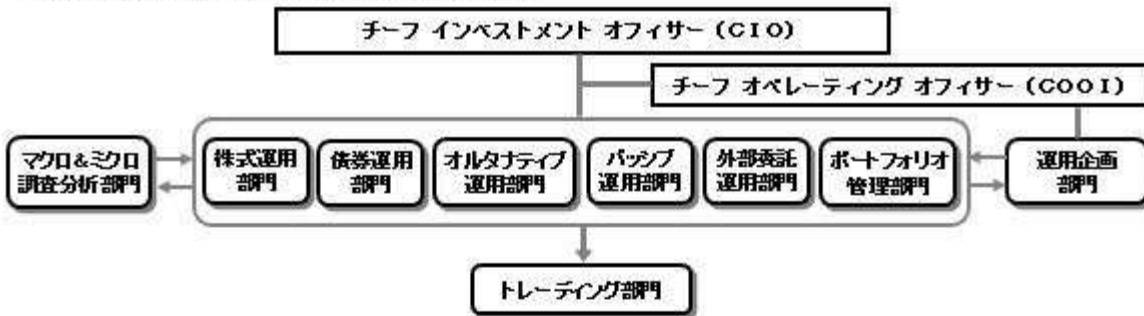 チーフ インベストメント オフィサー (CIO)
チーフ オペレーティング オフィサー (COOI)
マクロ&ミクロ
調査分析部門
株式運用
部門
債券運用
部門
オルタナティブ
運用部門
パッシブ
運用部門
外部委託
運用部門
ポートフォリオ
管理部門
運用企画
部門
トレーディング部門